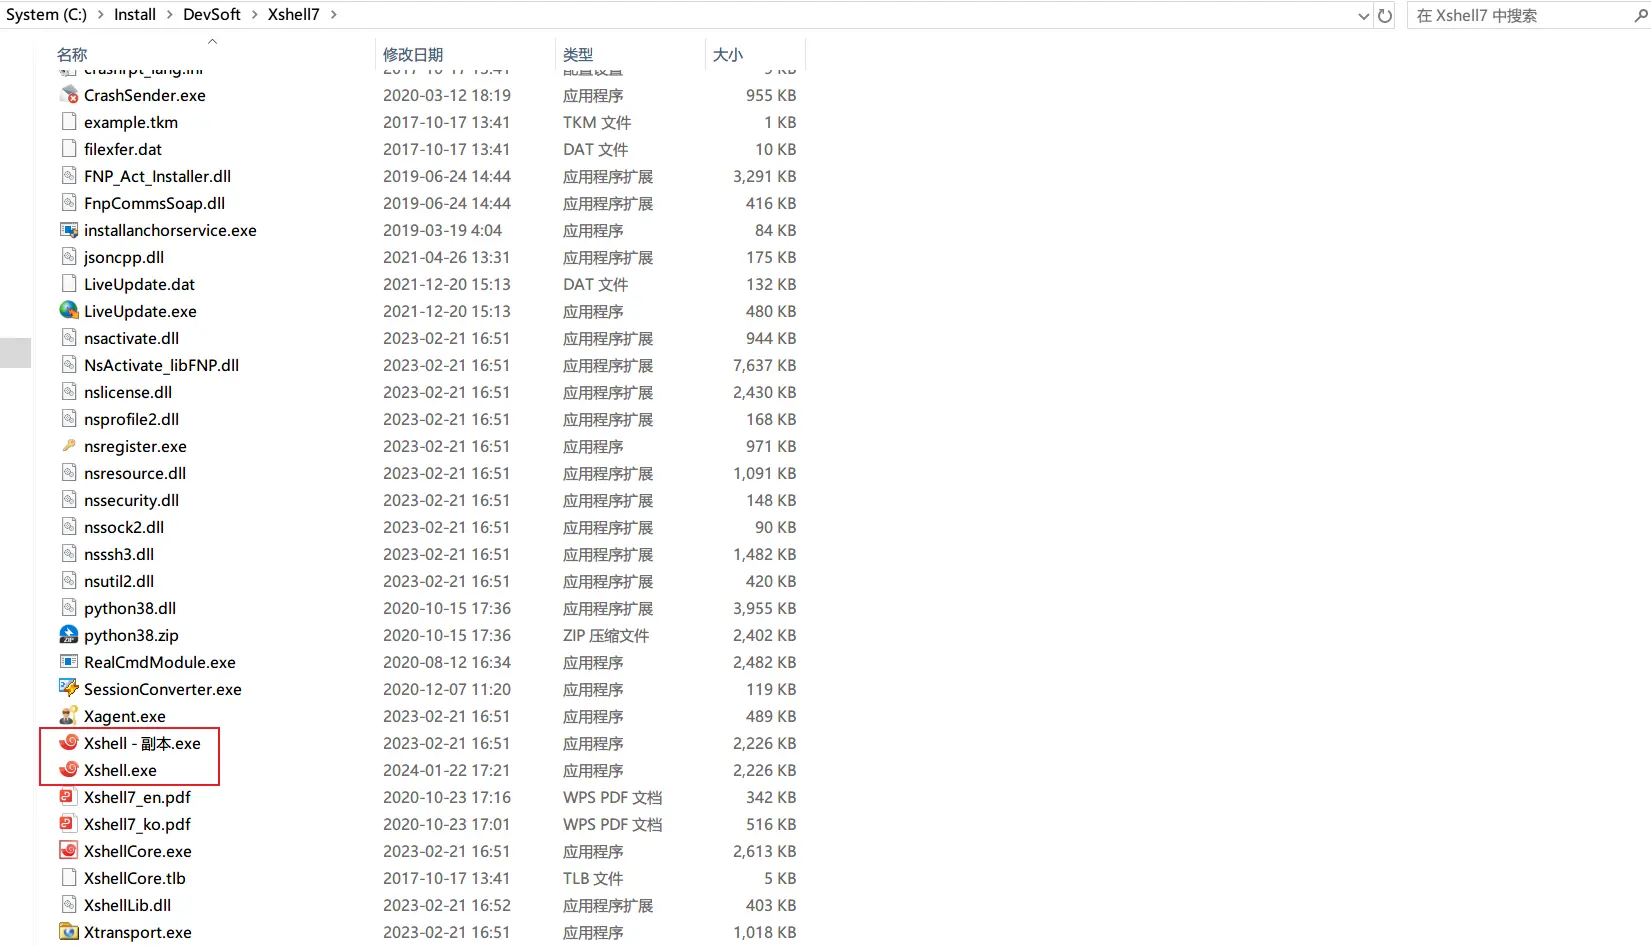 System (C:) > Install > DevSoft > Xshell7 > 在 Xshell7 中搜索
名称 修改日期 类型 大小
crashrpt_lang.ini 2017-10-17 13:41 配置设置 9 KB
CrashSender.exe 2020-03-12 18:19 应用程序 955 KB
example.tkm 2017-10-17 13:41 TKM 文件 1 KB
filexfer.dat 2017-10-17 13:41 DAT 文件 10 KB
FNP_Act_Installer.dll 2019-06-24 14:44 应用程序扩展 3,291 KB
FnpCommsSoap.dll 2019-06-24 14:44 应用程序扩展 416 KB
installanchorservice.exe 2019-03-19 4:04 应用程序 84 KB
jsoncpp.dll 2021-04-26 13:31 应用程序扩展 175 KB
LiveUpdate.dat 2021-12-20 15:13 DAT 文件 132 KB
LiveUpdate.exe 2021-12-20 15:13 应用程序 480 KB
nsactivate.dll 2023-02-21 16:51 应用程序扩展 944 KB
NsActivate_libFNP.dll 2023-02-21 16:51 应用程序扩展 7,637 KB
nslicense.dll 2023-02-21 16:51 应用程序扩展 2,430 KB
nsprofile2.dll 2023-02-21 16:51 应用程序扩展 168 KB
nsregister.exe 2023-02-21 16:51 应用程序 971 KB
nsresource.dll 2023-02-21 16:51 应用程序扩展 1,091 KB
nssecurity.dll 2023-02-21 16:51 应用程序扩展 148 KB
nssock2.dll 2023-02-21 16:51 应用程序扩展 90 KB
nsssh3.dll 2023-02-21 16:51 应用程序扩展 1,482 KB
nsutil2.dll 2023-02-21 16:51 应用程序扩展 420 KB
python38.dll 2020-10-15 17:36 应用程序扩展 3,955 KB
python38.zip 2020-10-15 17:36 ZIP 压缩文件 2,402 KB
RealCmdModule.exe 2020-08-12 16:34 应用程序 2,482 KB
SessionConverter.exe 2020-12-07 11:20 应用程序 119 KB
Xagent.exe 2023-02-21 16:51 应用程序 489 KB
Xshell - 副本.exe 2023-02-21 16:51 应用程序 2,226 KB
Xshell.exe 2024-01-22 17:21 应用程序 2,226 KB
Xshell7_en.pdf 2020-10-23 17:16 WPS PDF 文档 342 KB
Xshell7_ko.pdf 2020-10-23 17:01 WPS PDF 文档 516 KB
XshellCore.exe 2023-02-21 16:51 应用程序 2,613 KB
XshellCore.tlb 2017-10-17 13:41 TLB 文件 5 KB
XshellLib.dll 2023-02-21 16:52 应用程序扩展 403 KB
Xtransport.exe 2023-02-21 16:51 应用程序 1,018 KB